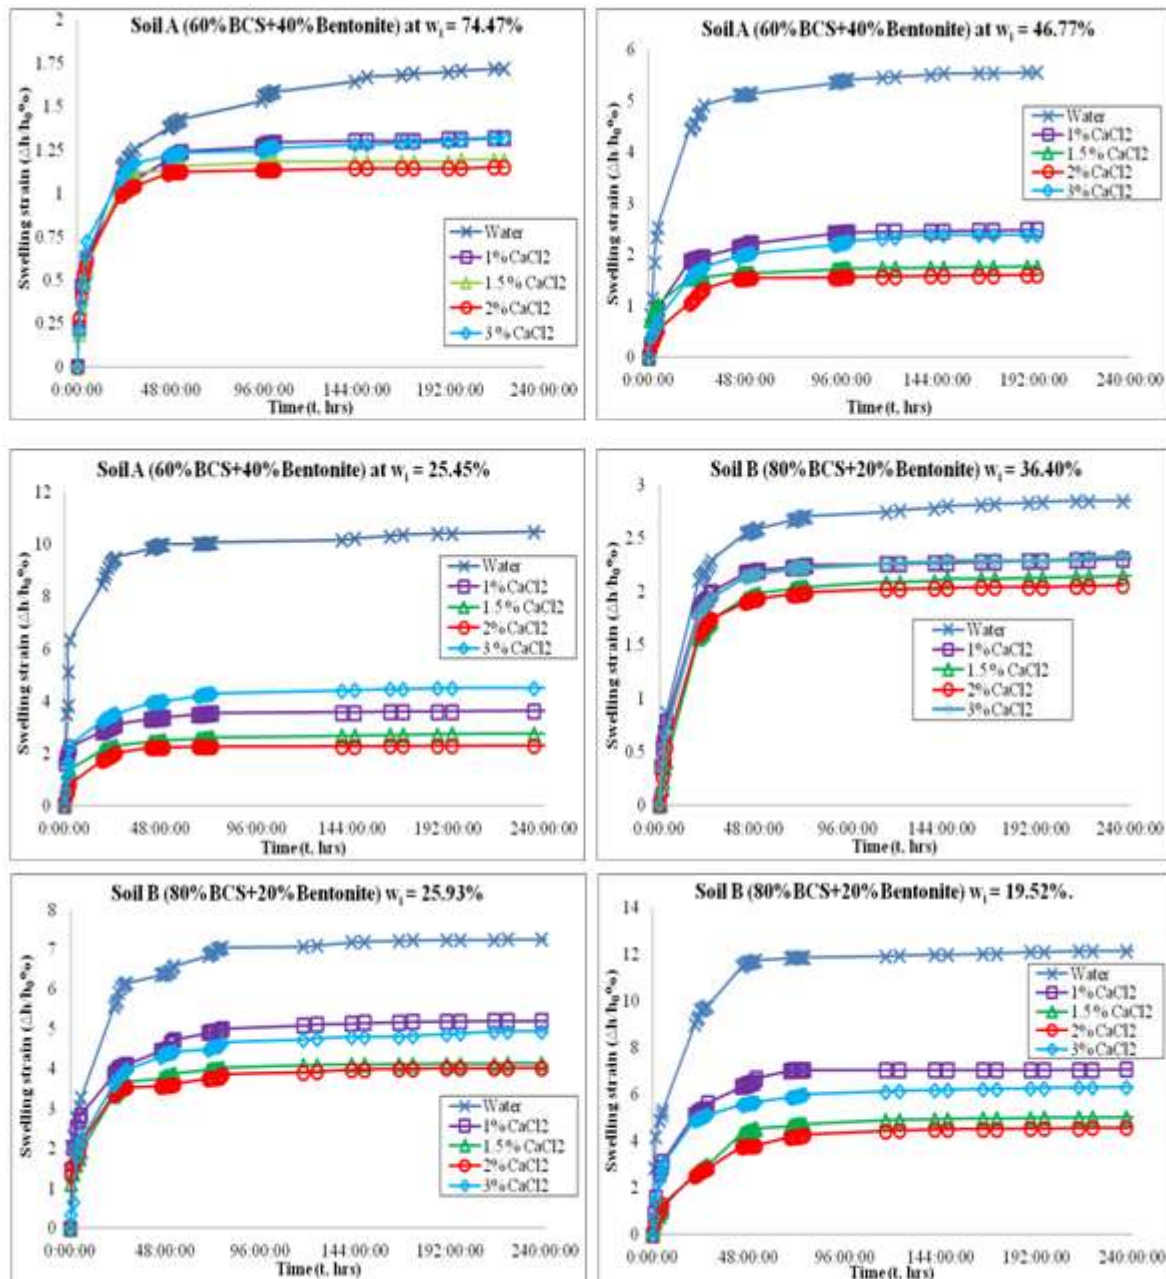 Soil A (60%BCS+40%Bentonite) at wi = 74.47%
Swelling strain (△h/h0%)
2
1.75
1.5
1.25
1
0.75
0.5
0.25
0
Water
1%CaCl2
1.5%CaCl2
2%CaCl2
3%CaCl2
0:00:00 48:00:00 96:00:00 144:00:00 192:00:00 240:00:00
Time(t, hrs)
Soil A (60%BCS+40%Bentonite) at wi = 46.77%
Swelling strain (△h/h0%)
6
5
4
3
2
1
0
Water
1%CaCl2
1.5%CaCl2
2%CaCl2
3%CaCl2
0:00:00 48:00:00 96:00:00 144:00:00 192:00:00 240:00:00
Time(t, hrs)
Soil A (60%BCS+40%Bentonite) at wi = 25.45%
Swelling strain (△h/h0%)
12
10
8
6
4
2
0
Water
1%CaCl2
1.5%CaCl2
2%CaCl2
3%CaCl2
0:00:00 48:00:00 96:00:00 144:00:00 192:00:00 240:00:00
Time(t, hrs)
Soil B (80%BCS+20%Bentonite) wi = 36.40%
Swelling strain (△h/h0%)
3
2.5
2
1.5
1
0.5
0
Water
1%CaCl2
1.5%CaCl2
2%CaCl2
3%CaCl2
0:00:00 48:00:00 96:00:00 144:00:00 192:00:00 240:00:00
Time(t, hrs)
Soil B (80%BCS+20%Bentonite) wi = 25.93%
Swelling strain (△h/h0%)
8
7
6
5
4
3
2
1
0
Water
1%CaCl2
1.5%CaCl2
2%CaCl2
3%CaCl2
0:00:00 48:00:00 96:00:00 144:00:00 192:00:00 240:00:00
Time(t, hrs)
Soil B (80%BCS+20%Bentonite) wi = 19.52%.
Swelling strain (△h/h0%)
14
12
10
8
6
4
2
0
Water
1%CaCl2
1.5%CaCl2
2%CaCl2
3%CaCl2
0:00:00 48:00:00 96:00:00 144:00:00 192:00:00 240:00:00
Time(t, hrs)